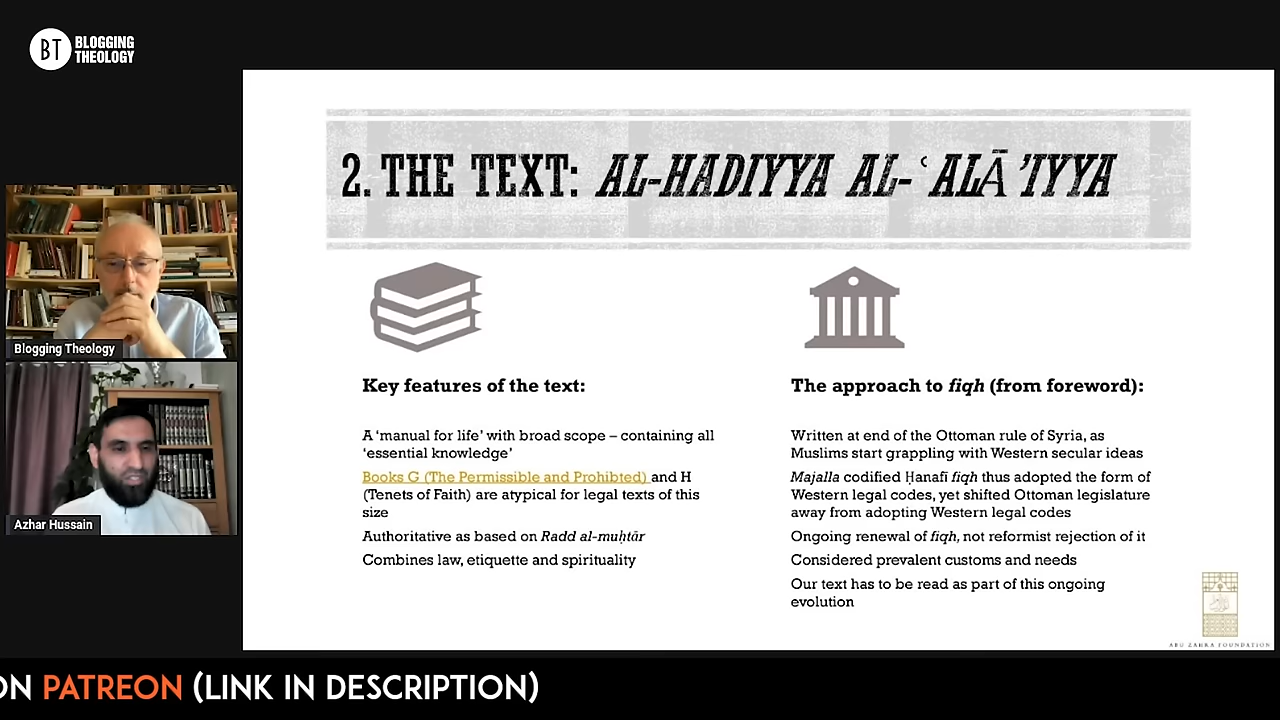 BT BLOGGING
THEOLOGY
2. THE TEXT: AL-HADIYYA AL-ʿALĀ’IYYA
Key features of the text:
A ‘manual for life’ with broad scope – containing all
‘essential knowledge’
Books G (The Permissible and Prohibted) and H
(Tenets of Faith) are atypical for legal texts of this
size
Authoritative as based on Radd al-muḥtār
Combines law, etiquette and spirituality
The approach to fiqh (from foreword):
Written at end of the Ottoman rule of Syria, as
Muslims start grappling with Western secular ideas
Majalla codified Ḥanafī fiqh thus adopted the form of
Western legal codes, yet shifted Ottoman legislature
away from adopting Western legal codes
Ongoing renewal of fiqh, not reformist rejection of it
Considered prevalent customs and needs
Our text has to be read as part of this ongoing
evolution
Blogging Theology
Azhar Hussain
ABU ZAHRA FOUNDATION
ON PATREON (LINK IN DESCRIPTION)